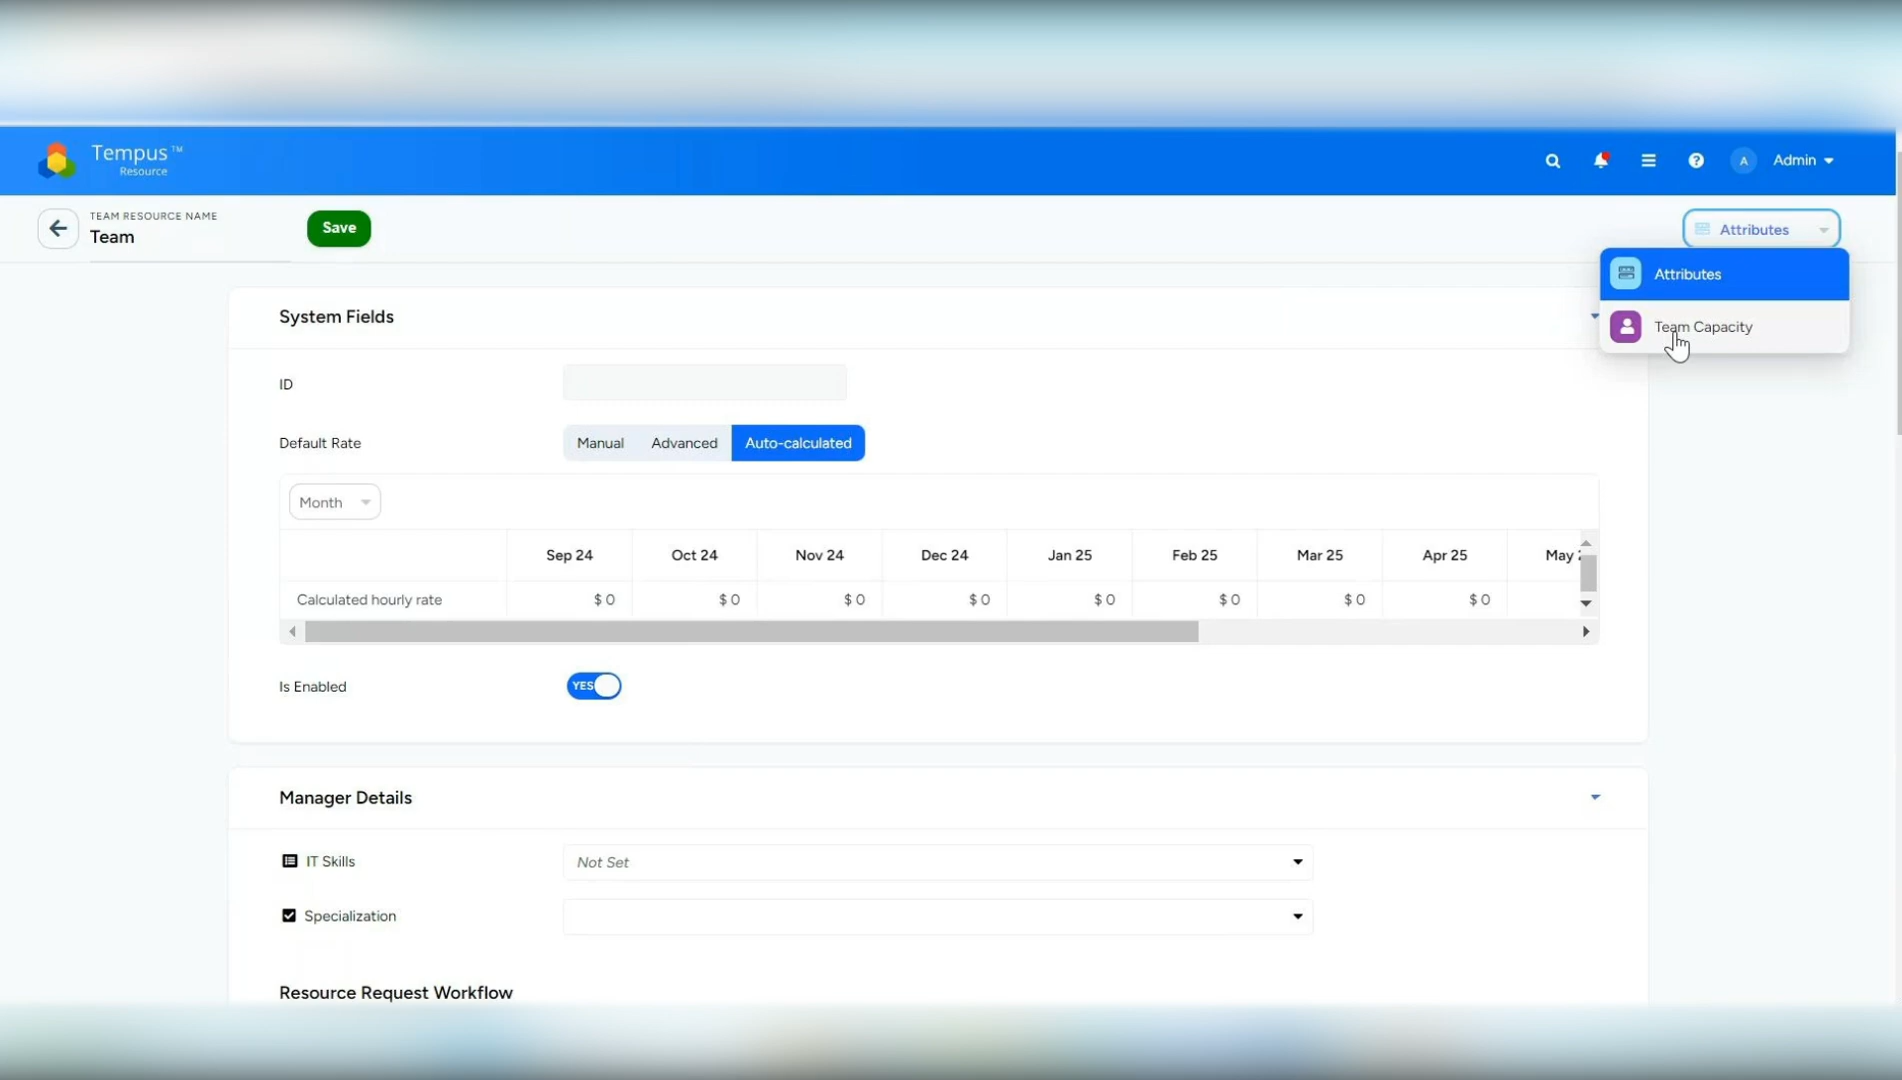 Tempus™
Resource
A Admin
TEAM RESOURCE NAME
Team
Save
Attributes
Attributes
Team Capacity
System Fields
ID
Default Rate Manual Advanced Auto-calculated
Month
Sep 24 Oct 24 Nov 24 Dec 24 Jan 25 Feb 25 Mar 25 Apr 25 May
Calculated hourly rate $ 0 $ 0 $ 0 $ 0 $ 0 $ 0 $ 0 $ 0
Is Enabled YES
Manager Details
IT Skills Not Set
Specialization
Resource Request Workflow